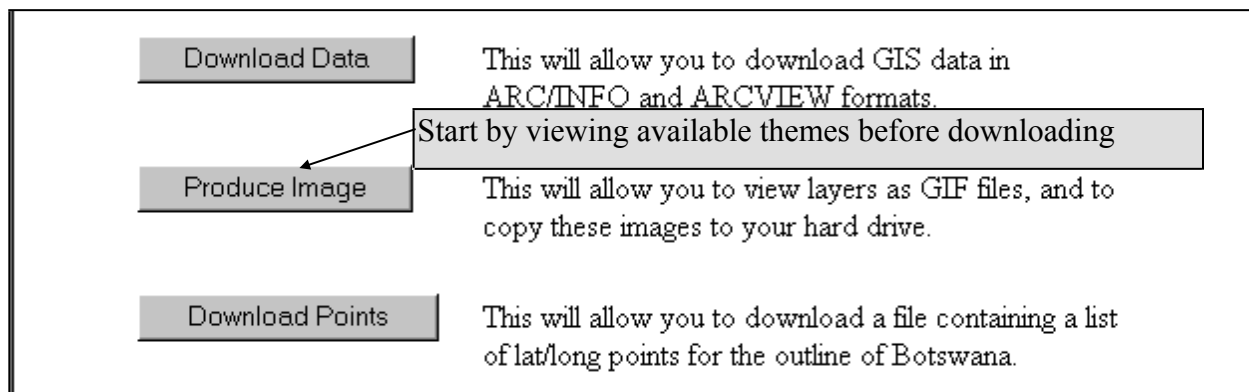 Download Data
This will allow you to download GIS data in
ARC/INFO and ARCVIEW formats.
Start by viewing available themes before downloading
Produce Image
This will allow you to view layers as GIF files, and to
copy these images to your hard drive.
Download Points
This will allow you to download a file containing a list
of lat/long points for the outline of Botswana.